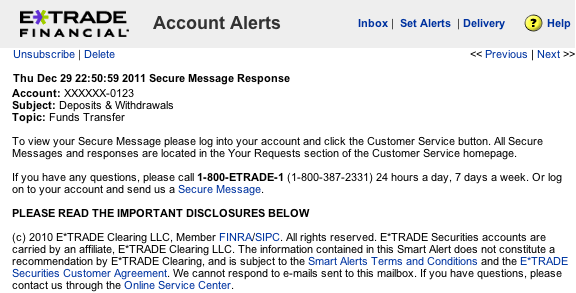 E*TRADE FINANCIAL® Account Alerts Inbox | Set Alerts | Delivery ? Help
Unsubscribe | Delete << Previous | Next >>
Thu Dec 29 22:50:59 2011 Secure Message Response
Account: XXXXXX-0123
Subject: Deposits & Withdrawals
Topic: Funds Transfer
To view your Secure Message please log into your account and click the Customer Service button. All Secure
Messages and responses are located in the Your Requests section of the Customer Service homepage.
If you have any questions, please call 1-800-ETRADE-1 (1-800-387-2331) 24 hours a day, 7 days a week. Or log
on to your account and send us a Secure Message.
PLEASE READ THE IMPORTANT DISCLOSURES BELOW
(c) 2010 E*TRADE Clearing LLC, Member FINRA/SIPC. All rights reserved. E*TRADE Securities accounts are
carried by an affiliate, E*TRADE Clearing LLC. The information contained in this Smart Alert does not constitute a
recommendation by E*TRADE Clearing, and is subject to the Smart Alerts Terms and Conditions and the E*TRADE
Securities Customer Agreement. We cannot respond to e-mails sent to this mailbox. If you have questions, please
contact us through the Online Service Center.